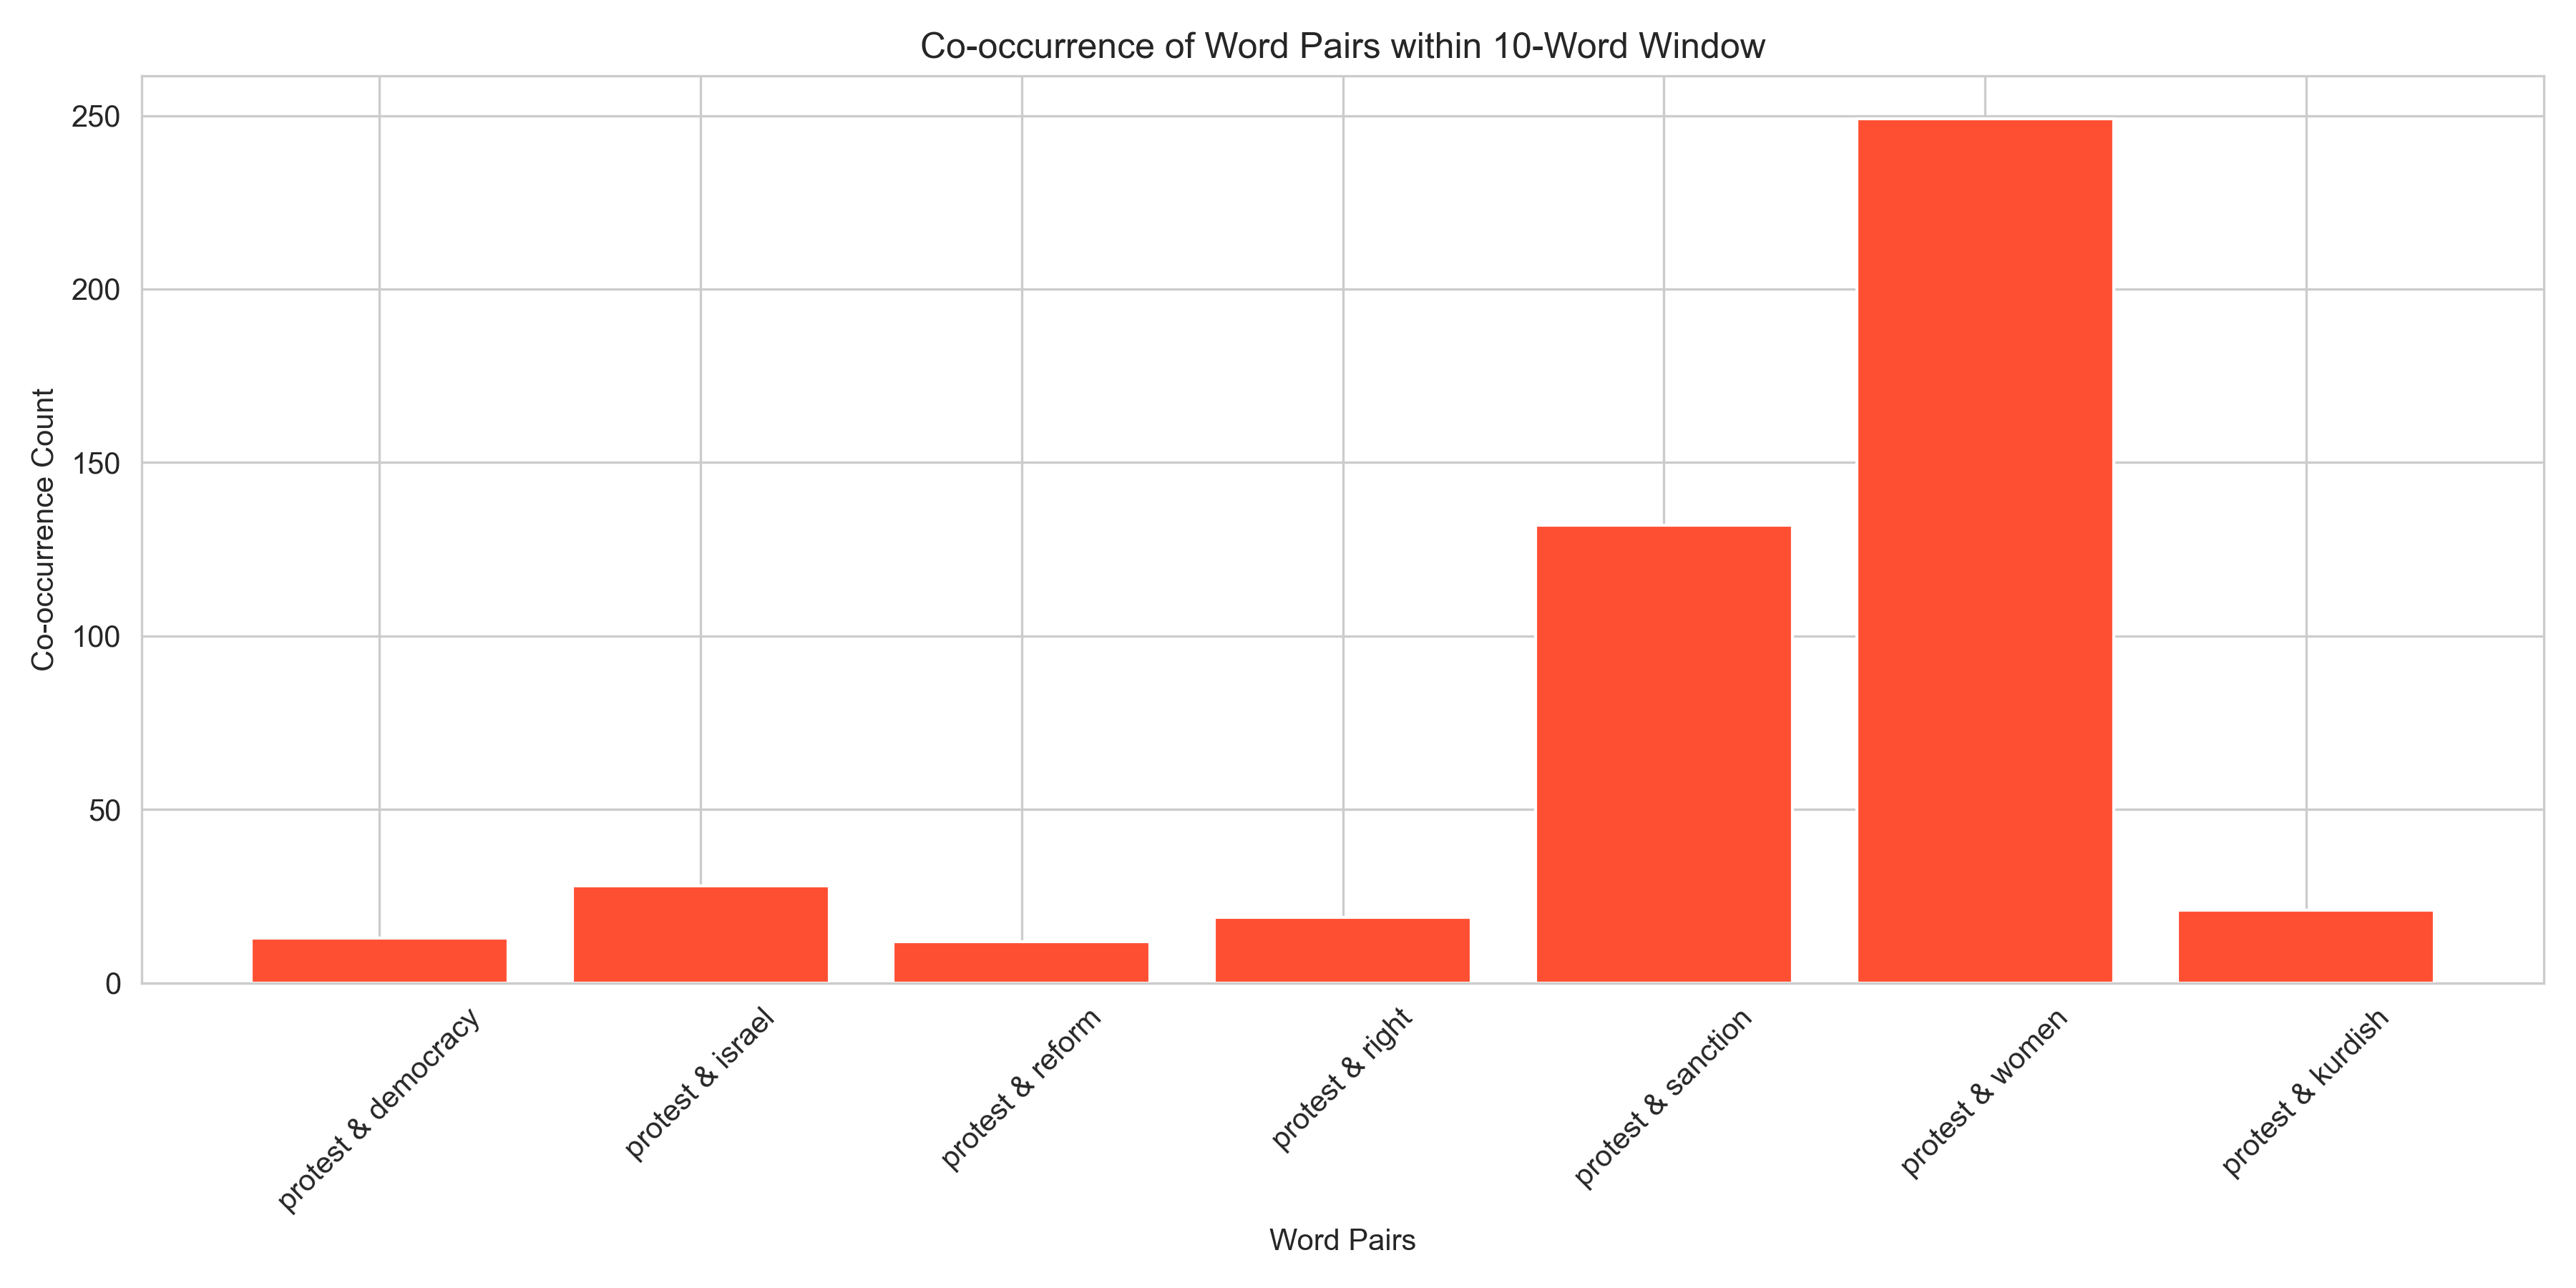 Co-occurrence of Word Pairs within 10-Word Window
Co-occurrence Count
250
200
150
100
50
0
protest & democracy
protest & israel
protest & reform
protest & right
protest & sanction
protest & women
protest & kurdish
Word Pairs